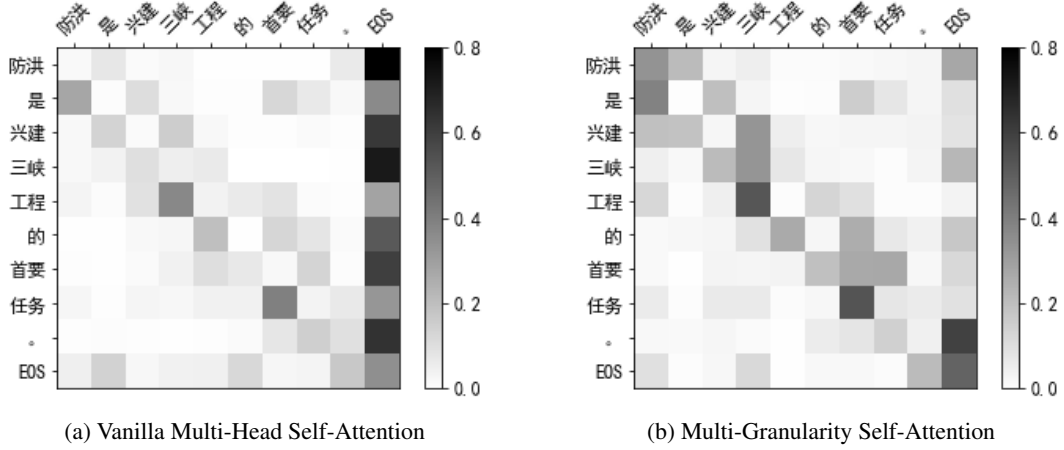 防洪 是 兴建 三峡 工程 的 首要 任务 。 EOS
防洪
是
兴建
三峡
工程
的
首要
任务
。
EOS
0.8
0.6
0.4
0.2
0.0
(a) Vanilla Multi-Head Self-Attention
防洪 是 兴建 三峡 工程 的 首要 任务 。 EOS
防洪
是
兴建
三峡
工程
的
首要
任务
。
EOS
0.8
0.6
0.4
0.2
0.0
(b) Multi-Granularity Self-Attention